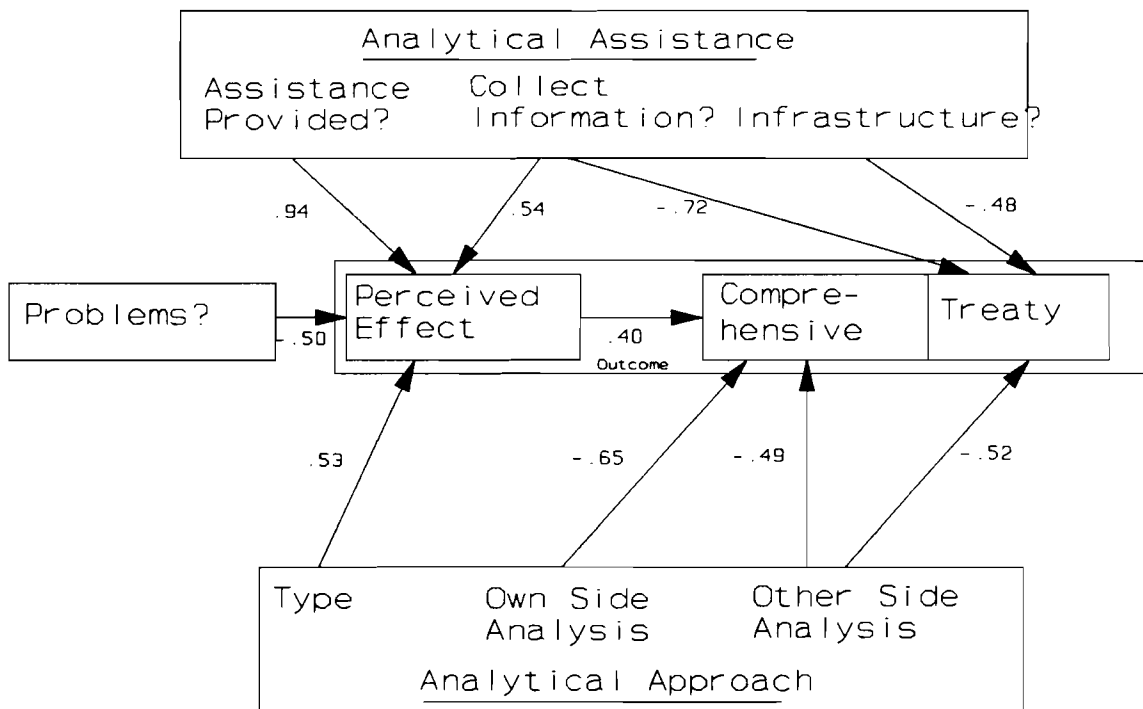 Analytical Assistance
Assistance Collect
Provided? Information? Infrastructure?
.94 .54 -.72 -.48
Problems?
Perceived
Effect
Compre-
hensive
Treaty
-.50
.40
Outcome
.53 -.65 -.49 -.52
Type
Own Side
Analysis
Other Side
Analysis
Analytical Approach